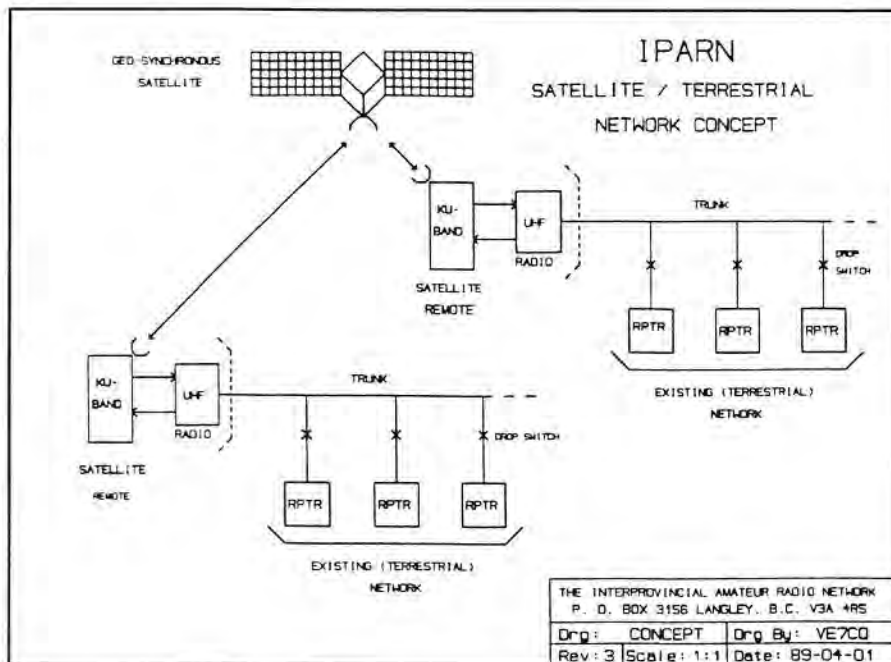 GEO-SYNCHRONOUS
SATELLITE
IPARN
SATELLITE / TERRESTRIAL
NETWORK CONCEPT
KU-
BAND
UHF
RADIO
SATELLITE
REMOTE
TRUNK
DROP
SWITCH
RPTR
RPTR
RPTR
EXISTING (TERRESTRIAL)
NETWORK
KU-
BAND
UHF
RADIO
SATELLITE
REMOTE
TRUNK
DROP SWITCH
RPTR
RPTR
RPTR
EXISTING (TERRESTRIAL)
NETWORK
THE INTERPROVINCIAL AMATEUR RADIO NETWORK
P. O. BOX 3156 LANGLEY, B.C. V3A 4R5
Drg: CONCEPT Drg By: VE7CQ
Rev: 3 Scale: 1:1 Date: 89-04-01